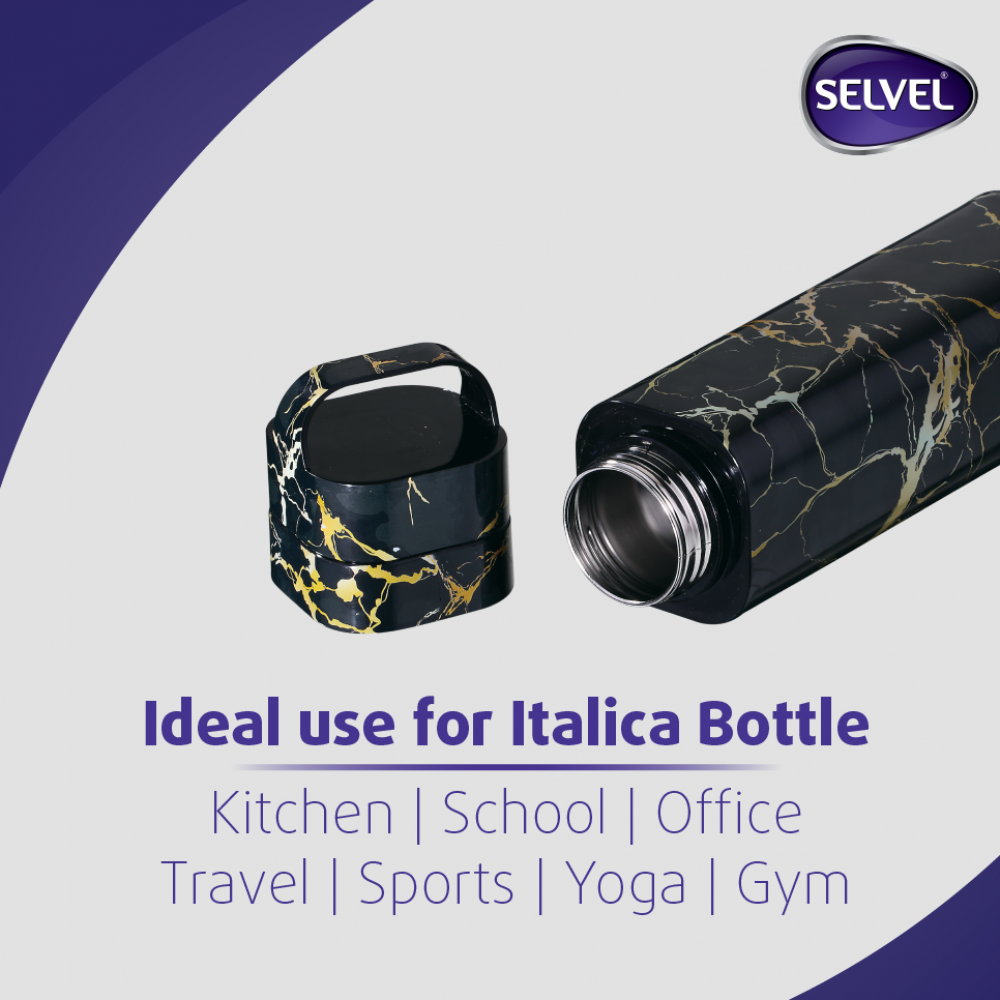 SELVEL®
Ideal use for Italica Bottle
Kitchen | School | Office
Travel | Sports | Yoga | Gym